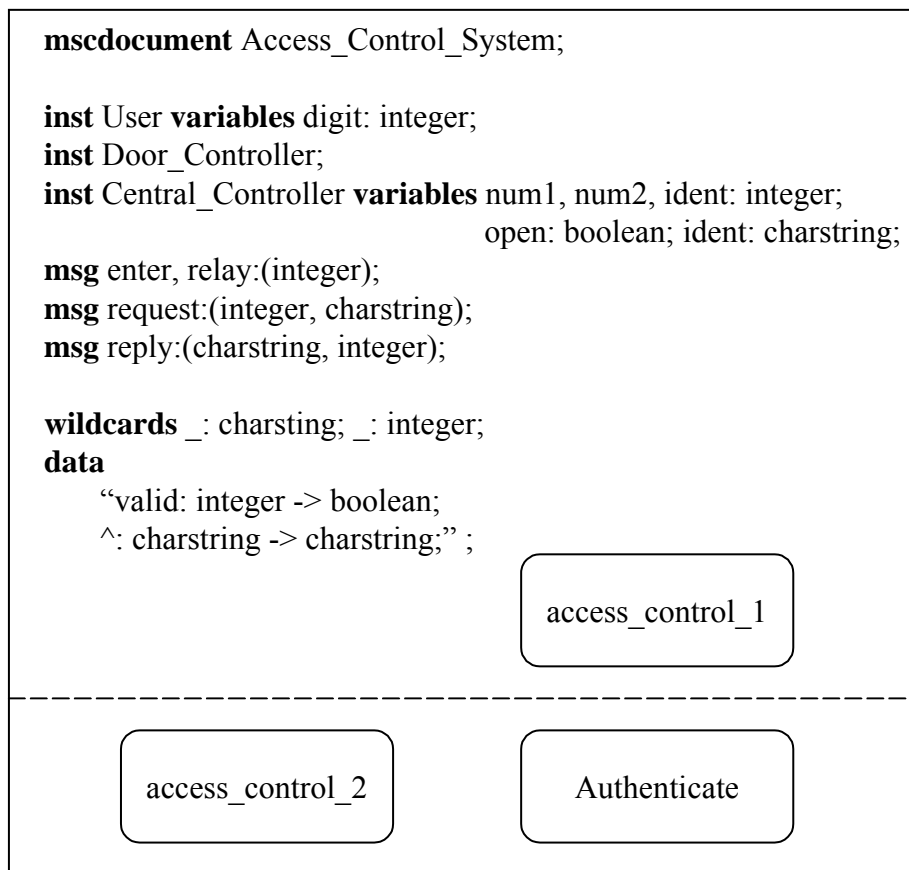 mscdocument Access_Control_System;
inst User variables digit: integer;
inst Door_Controller;
inst Central_Controller variables num1, num2, ident: integer;
open: boolean; ident: charstring;
msg enter, relay:(integer);
msg request:(integer, charstring);
msg reply:(charstring, integer);
wildcards _: charsting; _: integer;
data
“valid: integer -> boolean;
^: charstring -> charstring;” ;
access_control_1
access_control_2
Authenticate